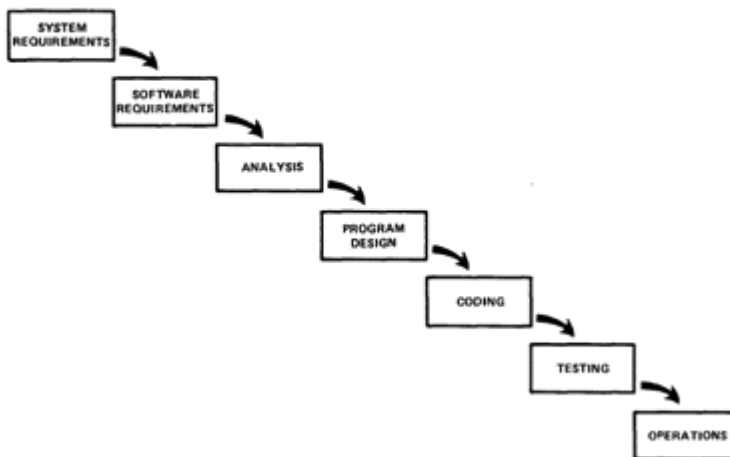 SYSTEM
REQUIREMENTS
SOFTWARE
REQUIREMENTS
ANALYSIS
PROGRAM
DESIGN
CODING
TESTING
OPERATIONS